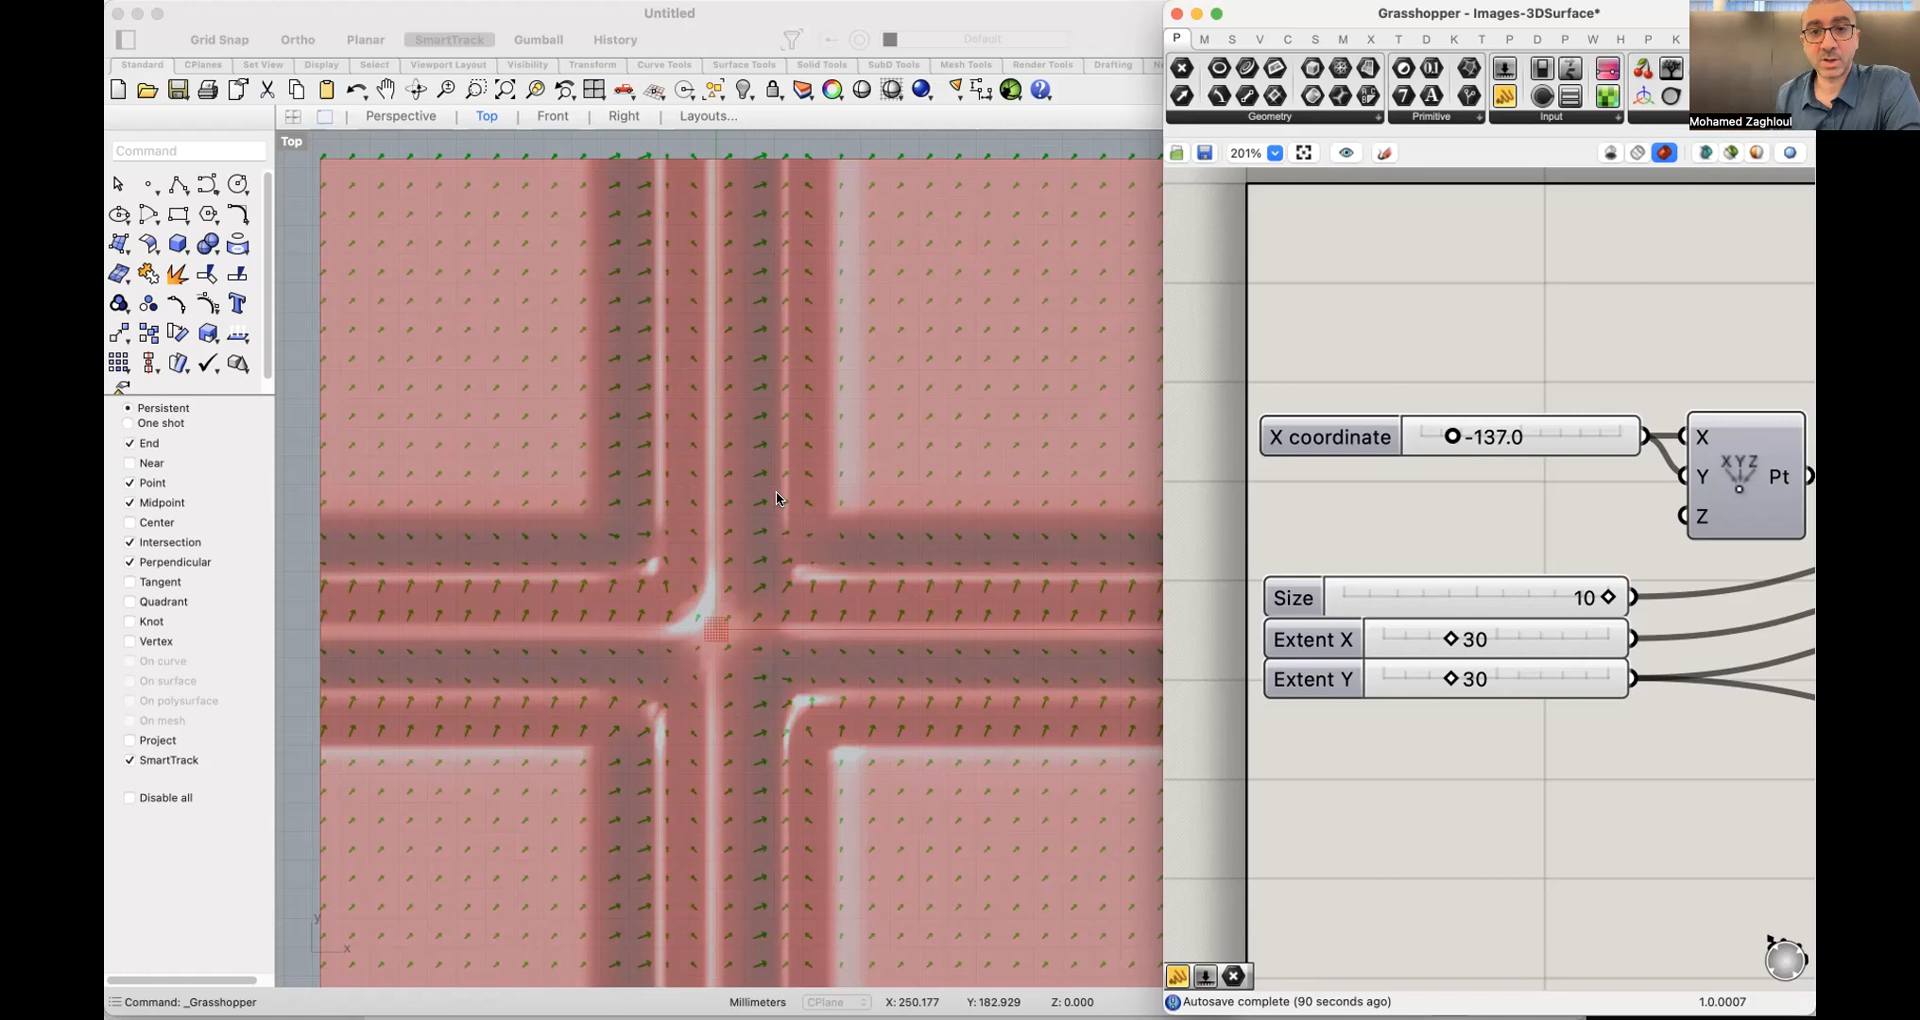 Untitled
Grid Snap Ortho Planar SmartTrack Gumball History Default
Standard CPlanes Set View Display Select Viewport Layout Visibility Transform Curve Tools Surface Tools Solid Tools SubD Tools Mesh Tools Render Tools Drafting
Perspective Top Front Right Layouts...
Command
Top
Persistent
One shot
End
Near
Point
Midpoint
Center
Intersection
Perpendicular
Tangent
Quadrant
Knot
Vertex
On curve
On surface
On polysurface
On mesh
Project
SmartTrack
Disable all
y
x
Command: _Grasshopper
Millimeters CPlane X: 250.177 Y: 182.929 Z: 0.000
Grasshopper - Images-3DSurface*
P M S V C S M X T D T P D P W H P K
Geometry Primitive Input
Mohamed Zaghloul
201%
X coordinate -137.0
X
Y XYZ Pt
Z
Size 10
Extent X 30
Extent Y 30
Autosave complete (90 seconds ago) 1.0.0007